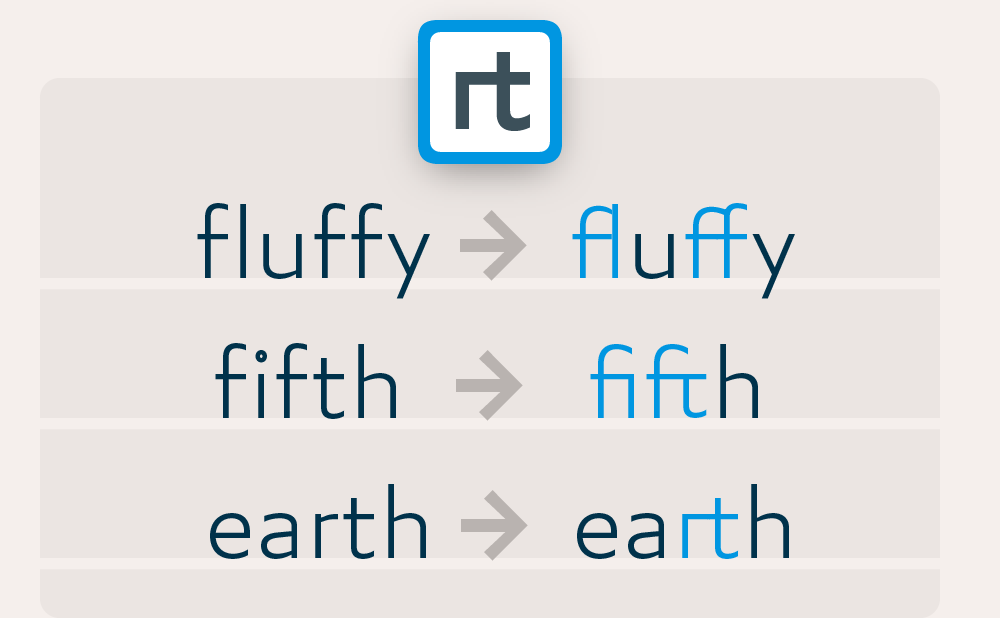 rt
fluffy → fluffy
fifth → fifth
earth → earth